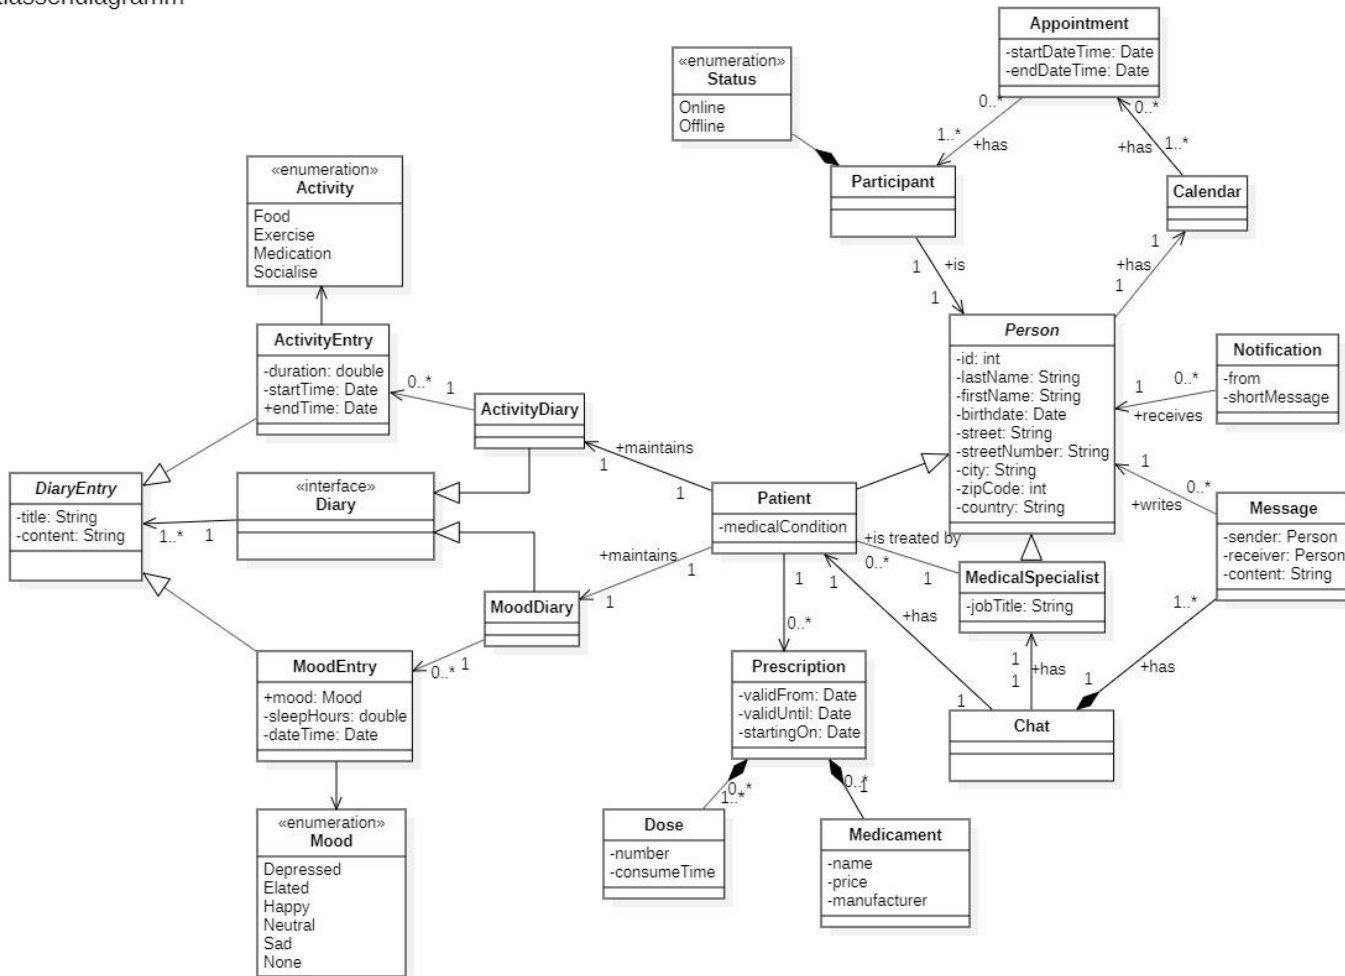 Appointment
-startDateTime: Date
-endDateTime: Date
«enumeration»
Status
Online
Offline
0..*
1..*
+has
0..*
+has
1..*
Participant
Calendar
«enumeration»
Activity
Food
Exercise
Medication
Socialise
1
+is
1
1
+has
1
Person
-id: int
-lastName: String
-firstName: String
-birthdate: Date
-street: String
-streetNumber: String
-city: String
-zipCode: int
-country: String
Notification
-from
-shortMessage
0..*
1
+receives
ActivityEntry
-duration: double
-startTime: Date
+endTime: Date
0..*
1
ActivityDiary
+maintains
1
1
DiaryEntry
-title: String
-content: String
1..*
1
«interface»
Diary
Patient
-medicalCondition
1
0..*
+writes
Message
-sender: Person
-receiver: Person
-content: String
+is treated by
0..*
1
MedicalSpecialist
-jobTitle: String
+maintains
1
1
MoodDiary
0..*
1
1
0..*
1
+has
1
1
1
+has
1..*
+has
1
Chat
MoodEntry
+mood: Mood
-sleepHours: double
-dateTime: Date
Prescription
-validFrom: Date
-validUntil: Date
-startingOn: Date
0..*
1..*
0..*
1
Dose
-number
-consumeTime
Medicament
-name
-price
-manufacturer
«enumeration»
Mood
Depressed
Elated
Happy
Neutral
Sad
None